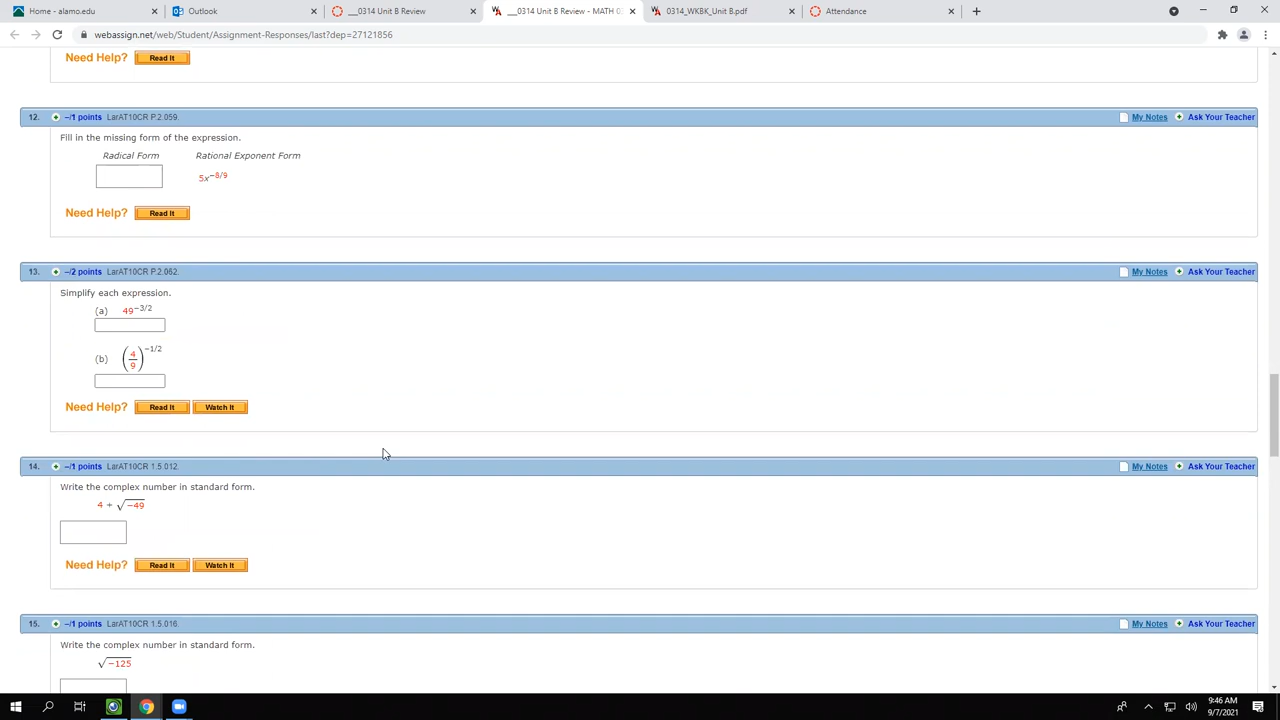 Home - alamo.edu × Outlook × __0314 Unit B Review × __0314 Unit B Review - MATH 0 × 0314_WKBK_Unit B.pdf × Attendance × +
webassign.net/web/Student/Assignment-Responses/last?dep=27121856
Need Help? Read It
12. + –/1 points LarAT10CR P.2.059. My Notes + Ask Your Teacher
Fill in the missing form of the expression.
Radical Form Rational Exponent Form
5x^−8/9
Need Help? Read It
13. + –/2 points LarAT10CR P.2.062. My Notes + Ask Your Teacher
Simplify each expression.
(a) 49^−3/2
(b) (4/9)^−1/2
Need Help? Read It Watch It
14. + –/1 points LarAT10CR 1.5.012. My Notes + Ask Your Teacher
Write the complex number in standard form.
4 + √−49
Need Help? Read It Watch It
15. + –/1 points LarAT10CR 1.5.016. My Notes + Ask Your Teacher
Write the complex number in standard form.
√−125
9:46 AM
9/7/2021